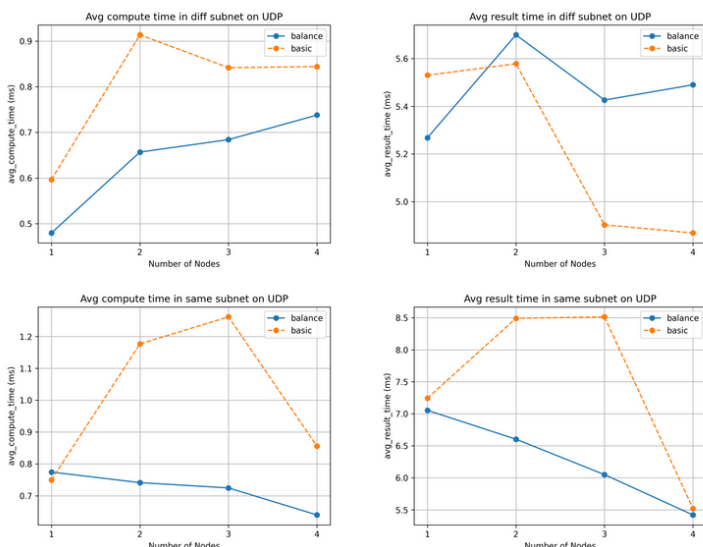 Avg compute time in diff subnet on UDP
balance
basic
avg_compute_time (ms)
0.9
0.8
0.7
0.6
0.5
1
2
3
4
Number of Nodes
Avg result time in diff subnet on UDP
balance
basic
avg_result_time (ms)
5.6
5.4
5.2
5.0
1
2
3
4
Number of Nodes
Avg compute time in same subnet on UDP
balance
basic
avg_compute_time (ms)
1.2
1.1
1.0
0.9
0.8
0.7
1
2
3
4
Number of Nodes
Avg result time in same subnet on UDP
balance
basic
avg_result_time (ms)
8.5
8.0
7.5
7.0
6.5
6.0
5.5
1
2
3
4
Number of Nodes